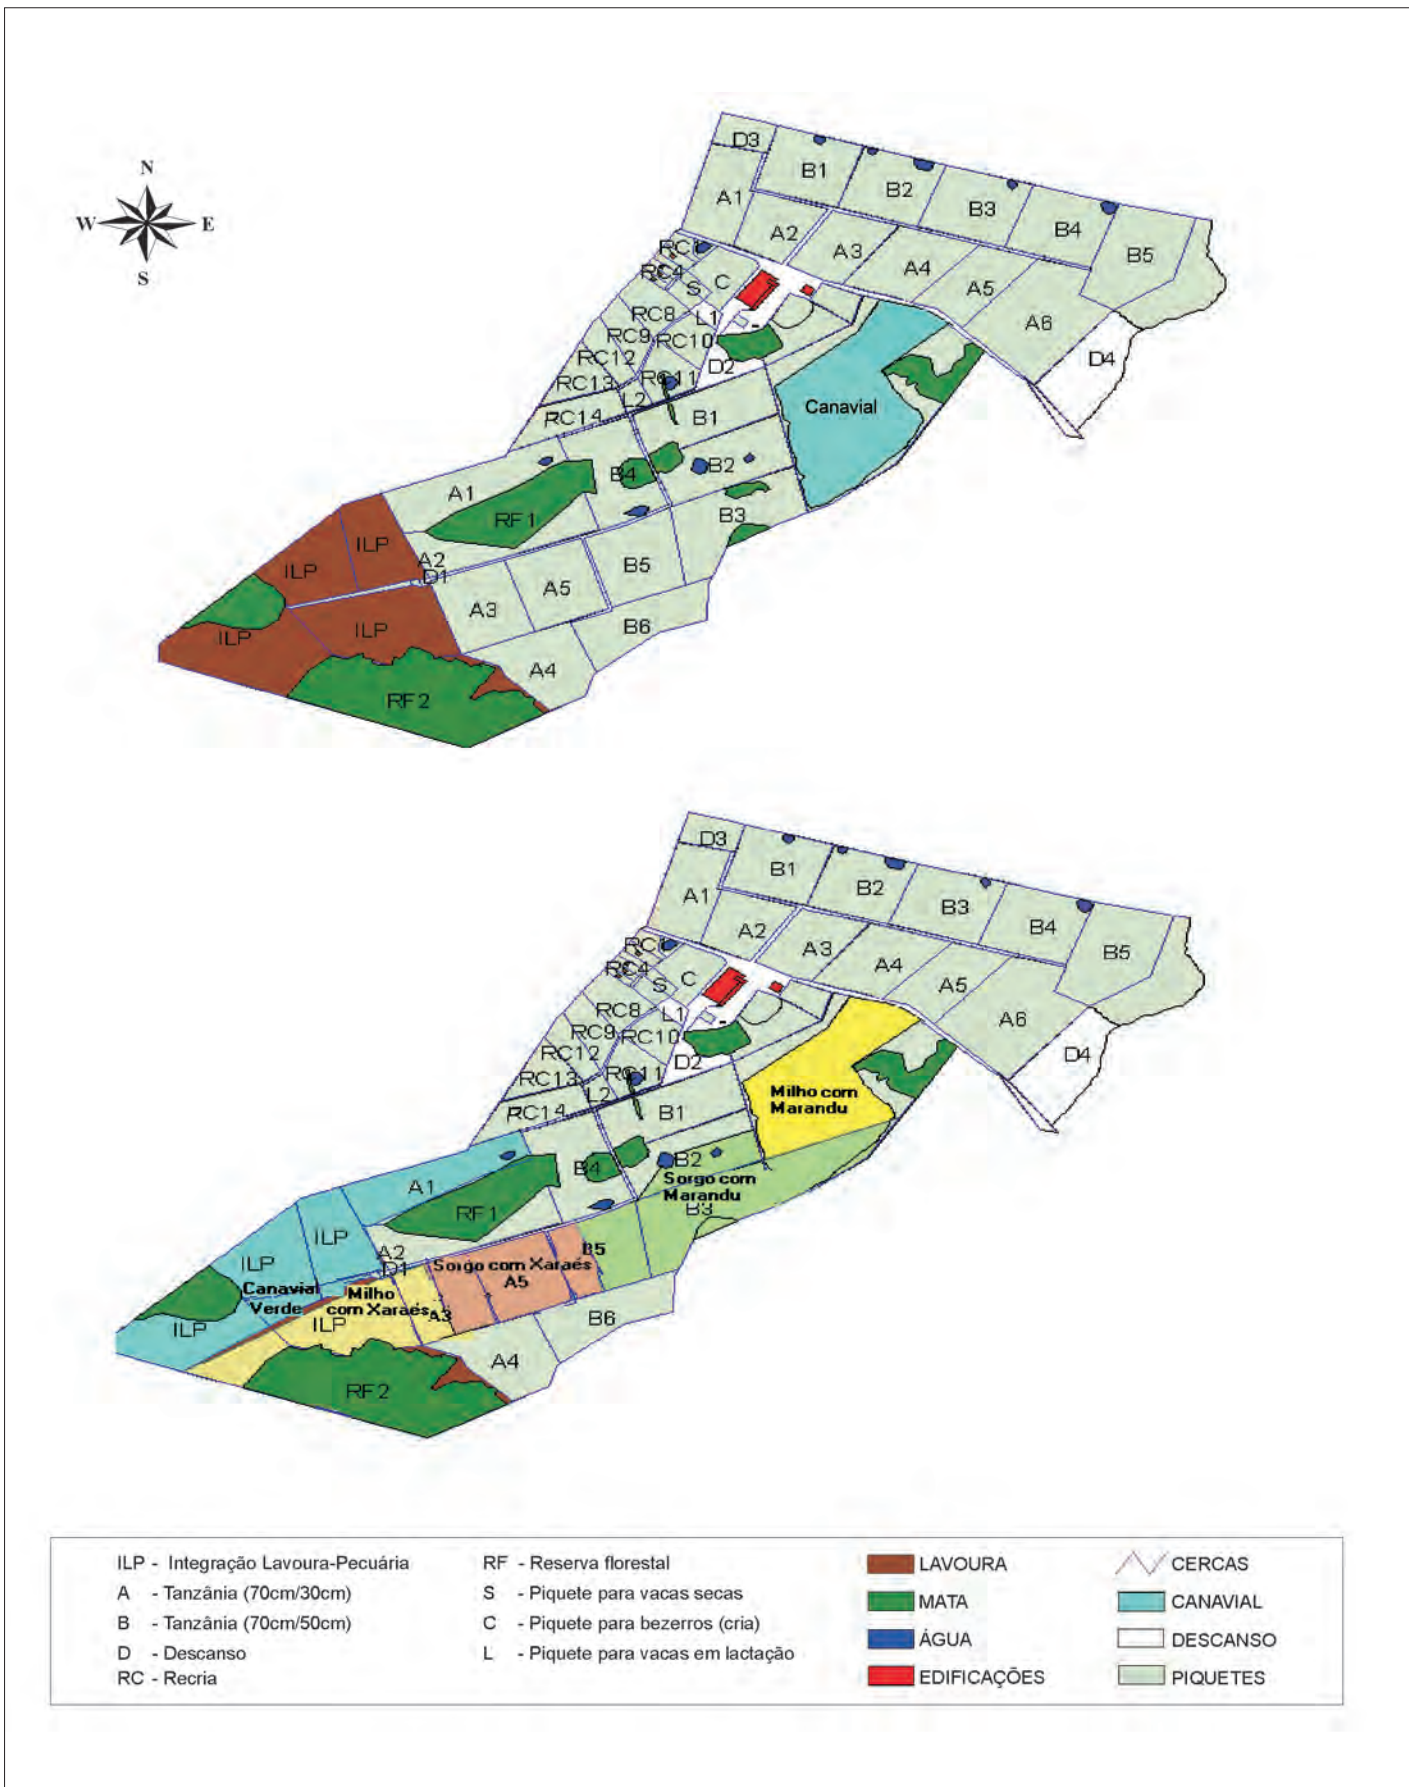 N
W E
S
D3
B1
B2
B3
B4
B5
A1
A2
A3
A4
A5
A6
D4
RC1
RC4
S
C
RC8
L1
RC9
RC10
RC12
D2
RC13
RC11
L2
RC14
B1
Canavial
B4
B2
A1
RF1
B3
ILP
ILP
A2
D1
B5
A5
A3
ILP
ILP
B6
A4
RF2
D3
B1
B2
B3
B4
B5
A1
A2
A3
A4
A5
A6
D4
RC4
S
C
RC8
L1
RC9
RC10
RC12
D2
RC13
RC11
L2
RC14
B1
Milho com
Marandu
B4
B2
Sorgo com
Marandu
B3
A1
RF1
ILP
ILP
A2
D1
B5
Sorgo com Xaraés
A5
Canavial
Verde
Milho
com Xaraés
A3
ILP
ILP
B6
A4
RF2
ILP - Integração Lavoura-Pecuária
A - Tanzânia (70cm/30cm)
B - Tanzânia (70cm/50cm)
D - Descanso
RC - Recria
RF - Reserva florestal
S - Piquete para vacas secas
C - Piquete para bezerros (cria)
L - Piquete para vacas em lactação
LAVOURA
MATA
ÁGUA
EDIFICAÇÕES
CERCAS
CANAVIAL
DESCANSO
PIQUETES